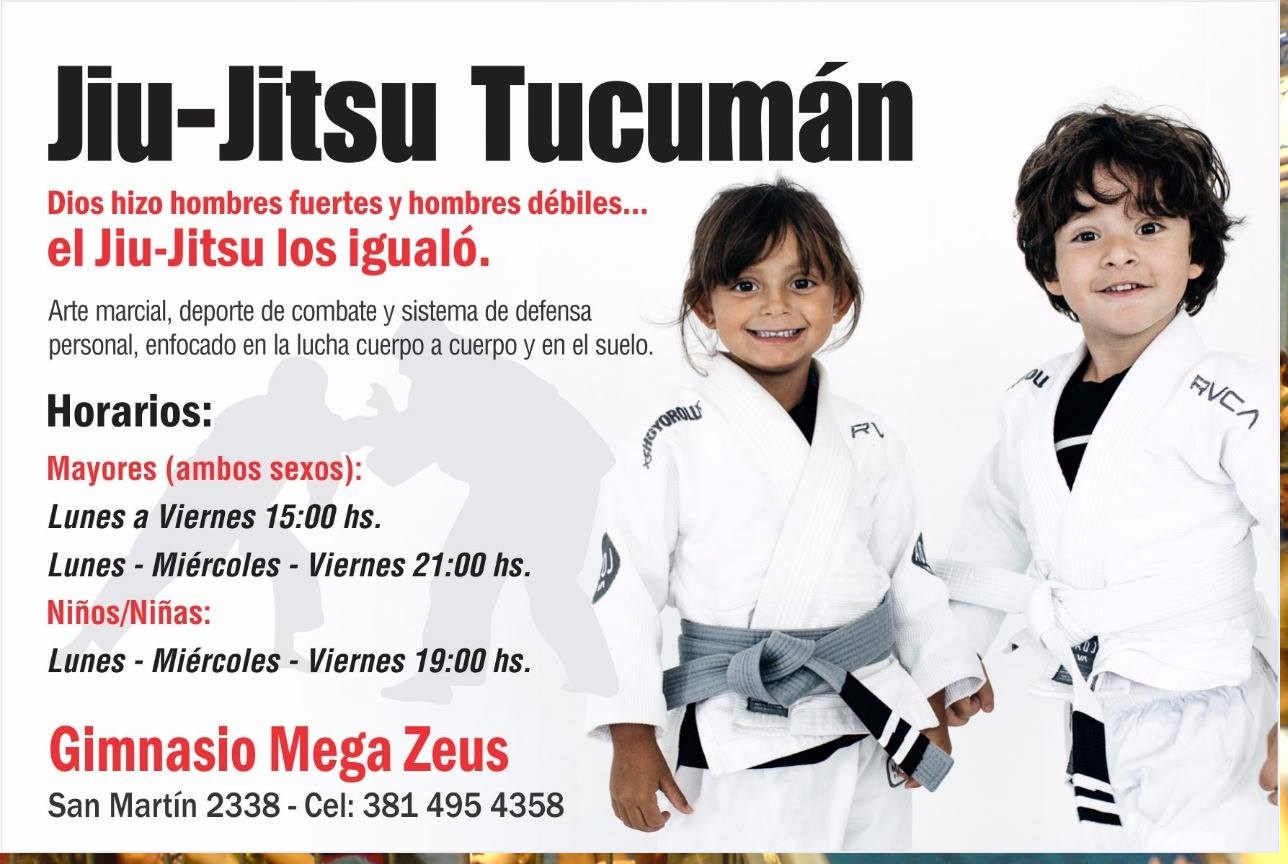 Jiu-Jitsu Tucumán
Dios hizo hombres fuertes y hombres débiles...
el Jiu-Jitsu los igualó.
Arte marcial, deporte de combate y sistema de defensa
personal, enfocado en la lucha cuerpo a cuerpo y en el suelo.
Horarios:
Mayores (ambos sexos):
Lunes a Viernes 15:00 hs.
Lunes - Miércoles - Viernes 21:00 hs.
Niños/Niñas:
Lunes - Miércoles - Viernes 19:00 hs.
Gimnasio Mega Zeus
San Martín 2338 - Cel: 381 495 4358
RV
RVCA